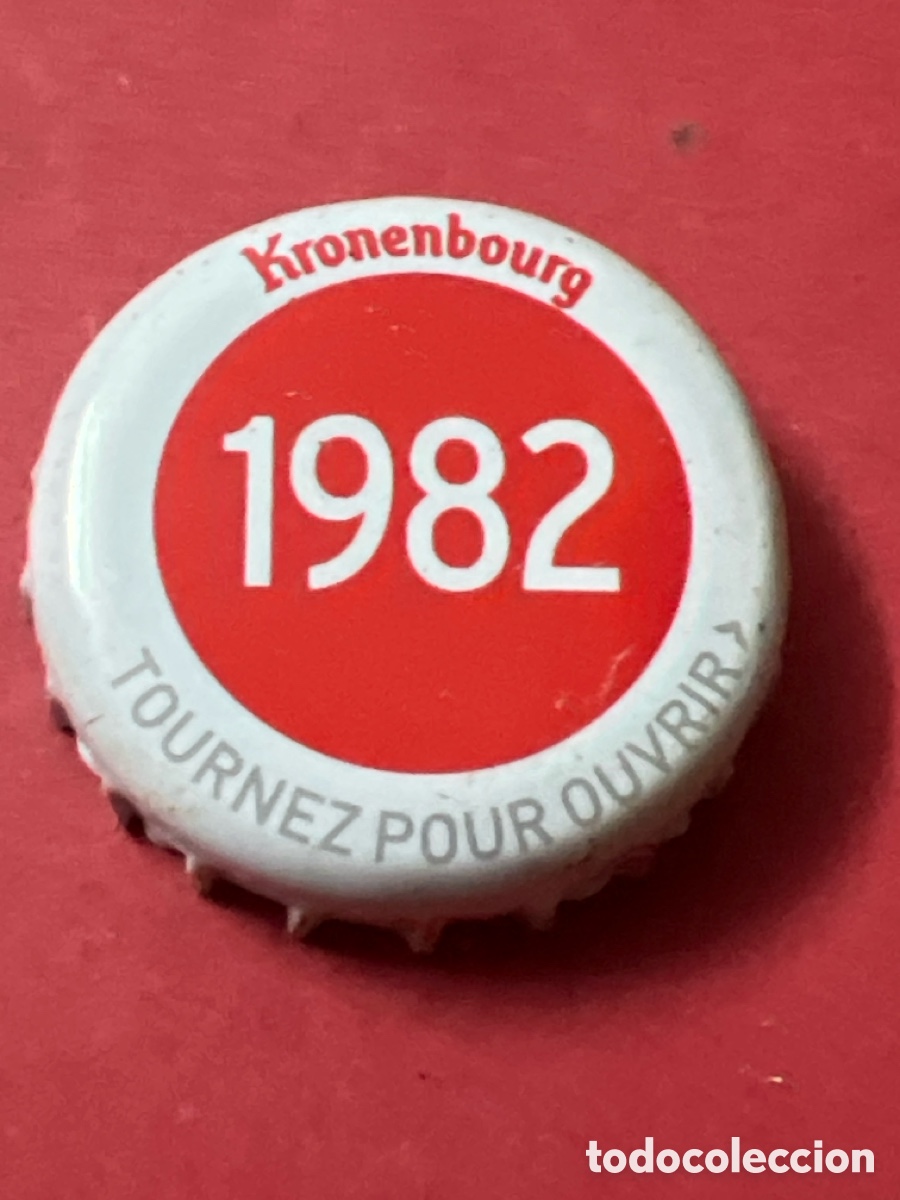 Kronenbourg
1982
TOURNEZ POUR OUVRIR >
todocoleccion